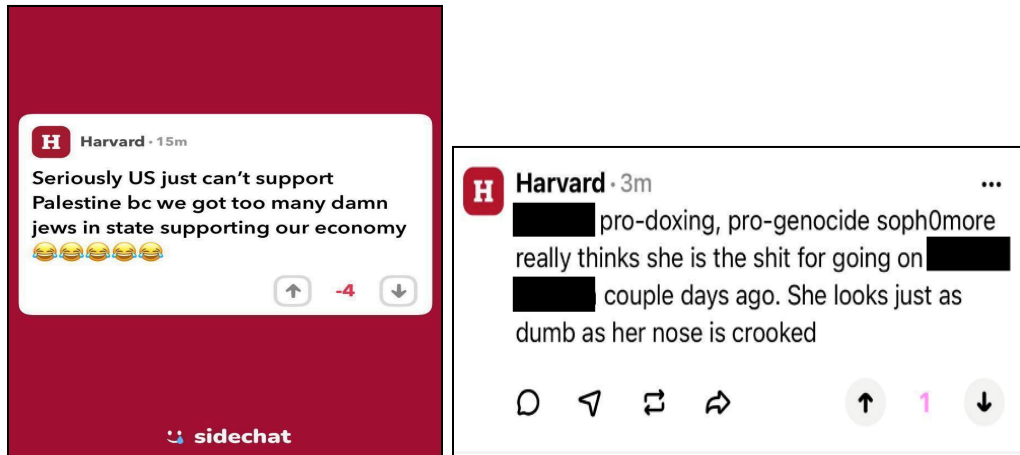 H Harvard · 15m
Seriously US just can’t support
Palestine bc we got too many damn
jews in state supporting our economy
😂😂😂😂😂
-4
sidechat
H Harvard · 3m
pro-doxing, pro-genocide soph0more
really thinks she is the shit for going on
couple days ago. She looks just as
dumb as her nose is crooked
1